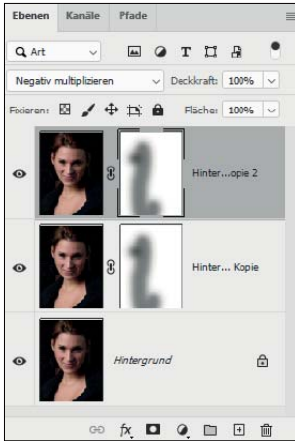 Ebenen Kanäle Pfade
Art
Negativ multiplizieren Deckkraft: 100%
Fixieren: Fläche: 100%
Hinter...opie 2
Hinter... Kopie
Hintergrund
fx